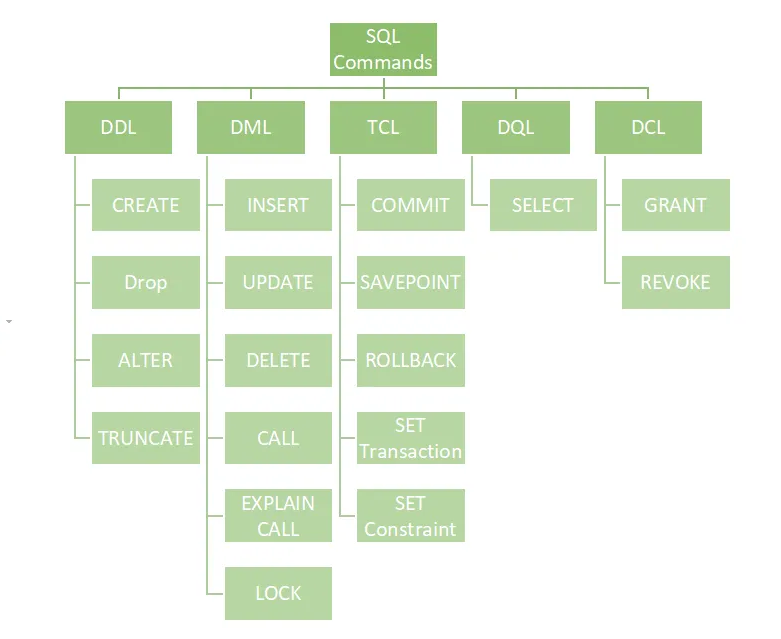 SQL
Commands
DDL
DML
TCL
DQL
DCL
CREATE
INSERT
COMMIT
SELECT
GRANT
Drop
UPDATE
SAVEPOINT
REVOKE
ALTER
DELETE
ROLLBACK
TRUNCATE
CALL
SET
Transaction
EXPLAIN
CALL
SET
Constraint
LOCK